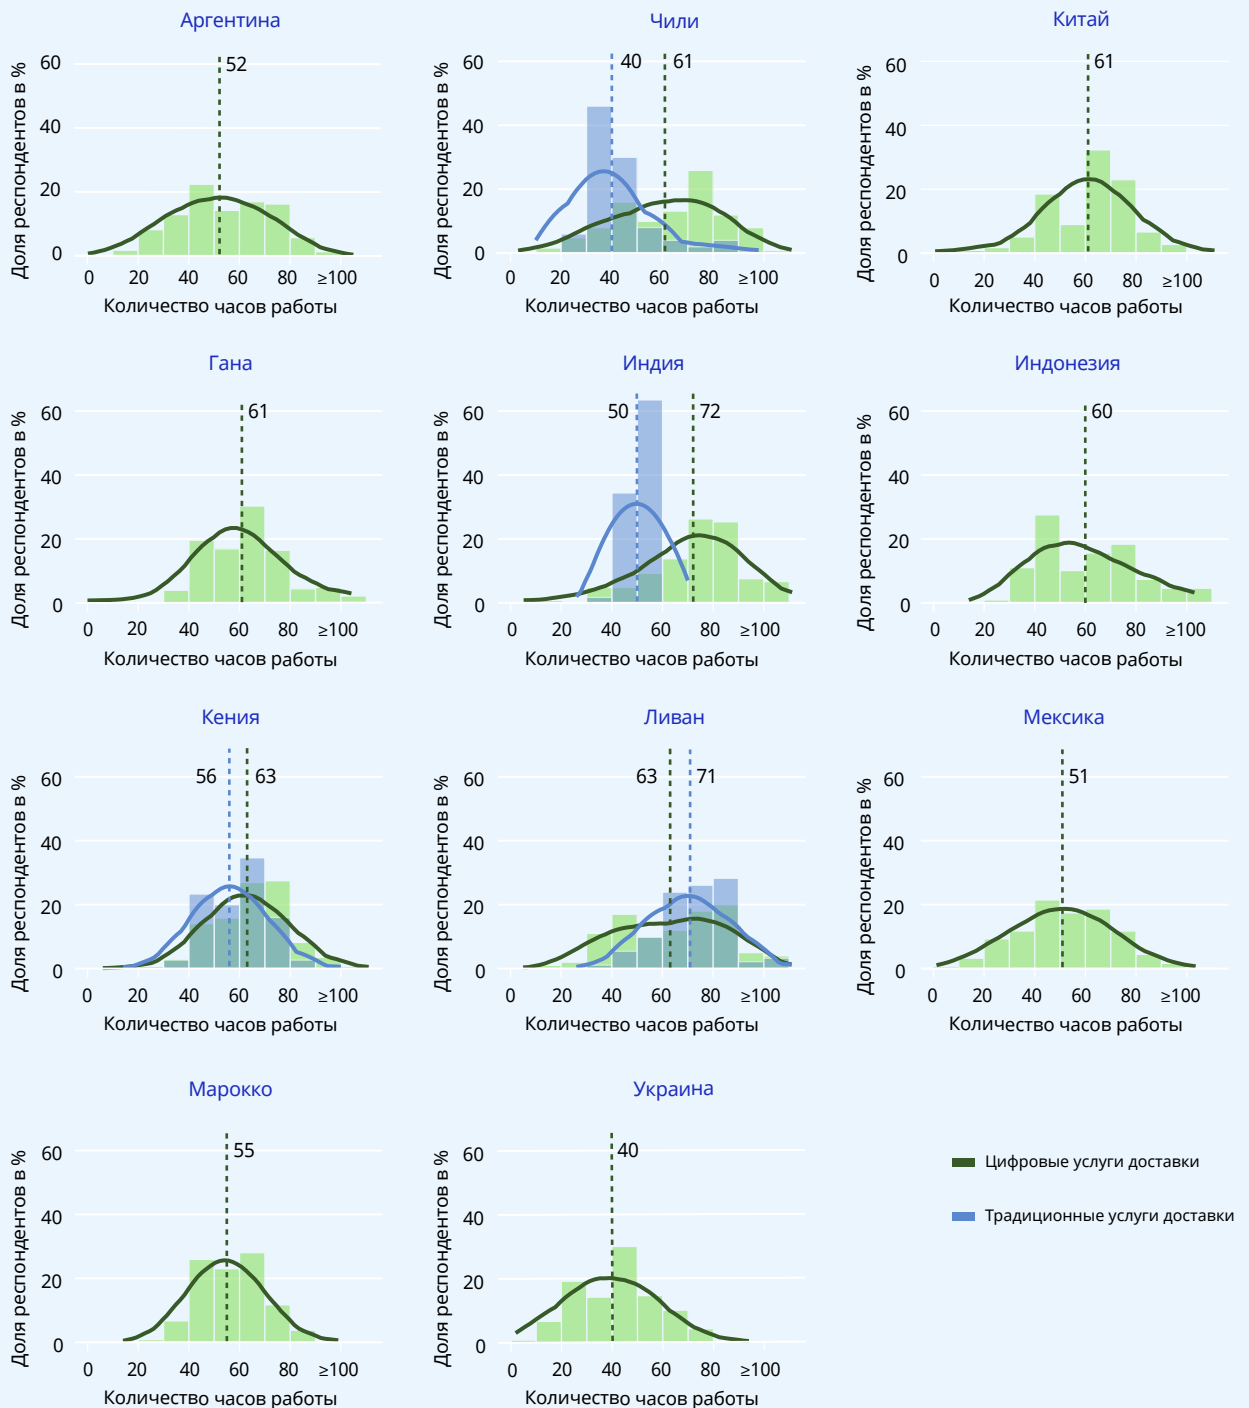 Аргентина
Доля респондентов в %
60
40
20
0
52
0 20 40 60 80 ≥100
Количество часов работы
Чили
Доля респондентов в %
60
40
20
0
40 61
0 20 40 60 80 ≥100
Количество часов работы
Китай
Доля респондентов в %
60
40
20
0
61
0 20 40 60 80 ≥100
Количество часов работы
Гана
Доля респондентов в %
60
40
20
0
61
0 20 40 60 80 ≥100
Количество часов работы
Индия
Доля респондентов в %
60
40
20
0
50 72
0 20 40 60 80 ≥100
Количество часов работы
Индонезия
Доля респондентов в %
60
40
20
0
60
0 20 40 60 80 ≥100
Количество часов работы
Кения
Доля респондентов в %
60
40
20
0
56 63
0 20 40 60 80 ≥100
Количество часов работы
Ливан
Доля респондентов в %
60
40
20
0
63 71
0 20 40 60 80 ≥100
Количество часов работы
Мексика
Доля респондентов в %
60
40
20
0
51
0 20 40 60 80 ≥100
Количество часов работы
Марокко
Доля респондентов в %
60
40
20
0
55
0 20 40 60 80 ≥100
Количество часов работы
Украина
Доля респондентов в %
60
40
20
0
40
0 20 40 60 80 ≥100
Количество часов работы
Цифровые услуги доставки
Традиционные услуги доставки